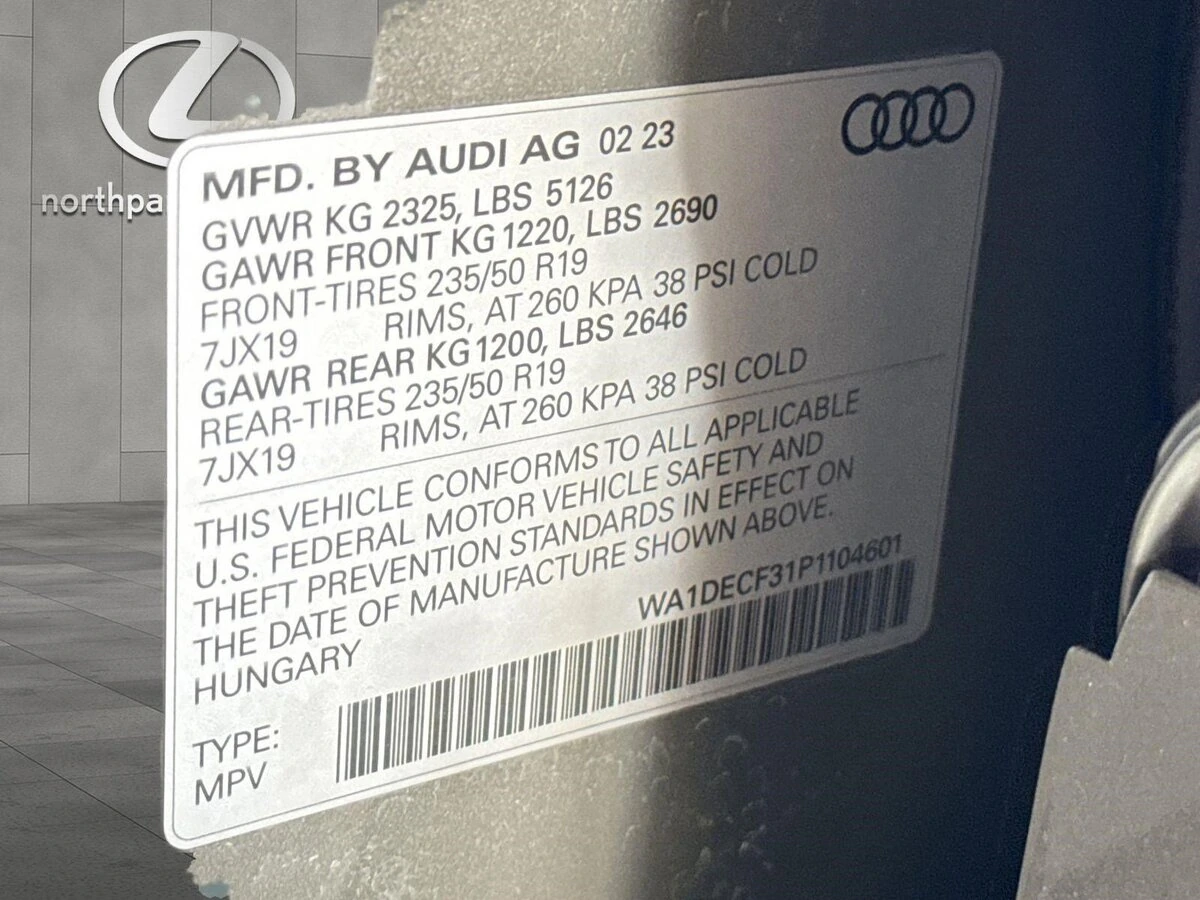 northpa
MFD. BY AUDI AG 02 23
GVWR KG 2325, LBS 5126
GAWR FRONT KG 1220, LBS 2690
FRONT-TIRES 235/50 R19
7JX19 RIMS, AT 260 KPA 38 PSI COLD
GAWR REAR KG 1200, LBS 2646
REAR-TIRES 235/50 R19
7JX19 RIMS, AT 260 KPA 38 PSI COLD
THIS VEHICLE CONFORMS TO ALL APPLICABLE
U.S. FEDERAL MOTOR VEHICLE SAFETY AND
THEFT PREVENTION STANDARDS IN EFFECT ON
THE DATE OF MANUFACTURE SHOWN ABOVE.
HUNGARY
WA1DECF31P1104601
TYPE:
MPV